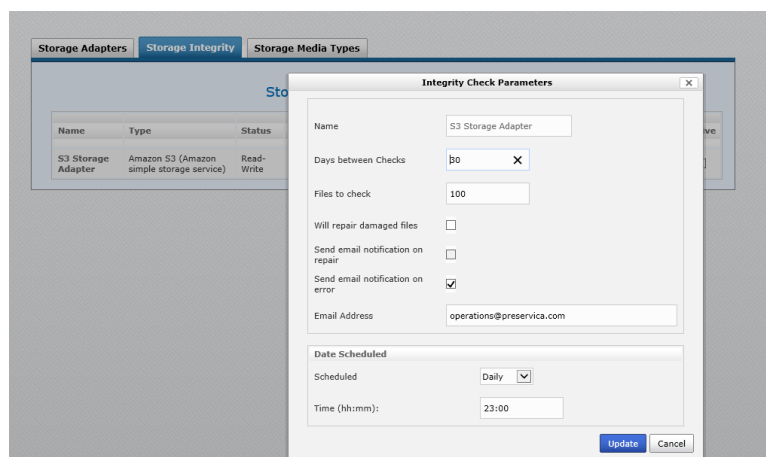 Storage Adapters Storage Integrity Storage Media Types
Integrity Check Parameters
Sto
Name Type Status
S3 Storage Adapter Amazon S3 (Amazon simple storage service) Read-Write
Name S3 Storage Adapter
Days between Checks 30
Files to check 100
Will repair damaged files
Send email notification on
repair
Send email notification on
error
Email Address operations@preservica.com
Date Scheduled
Scheduled Daily
Time (hh:mm): 23:00
Update Cancel